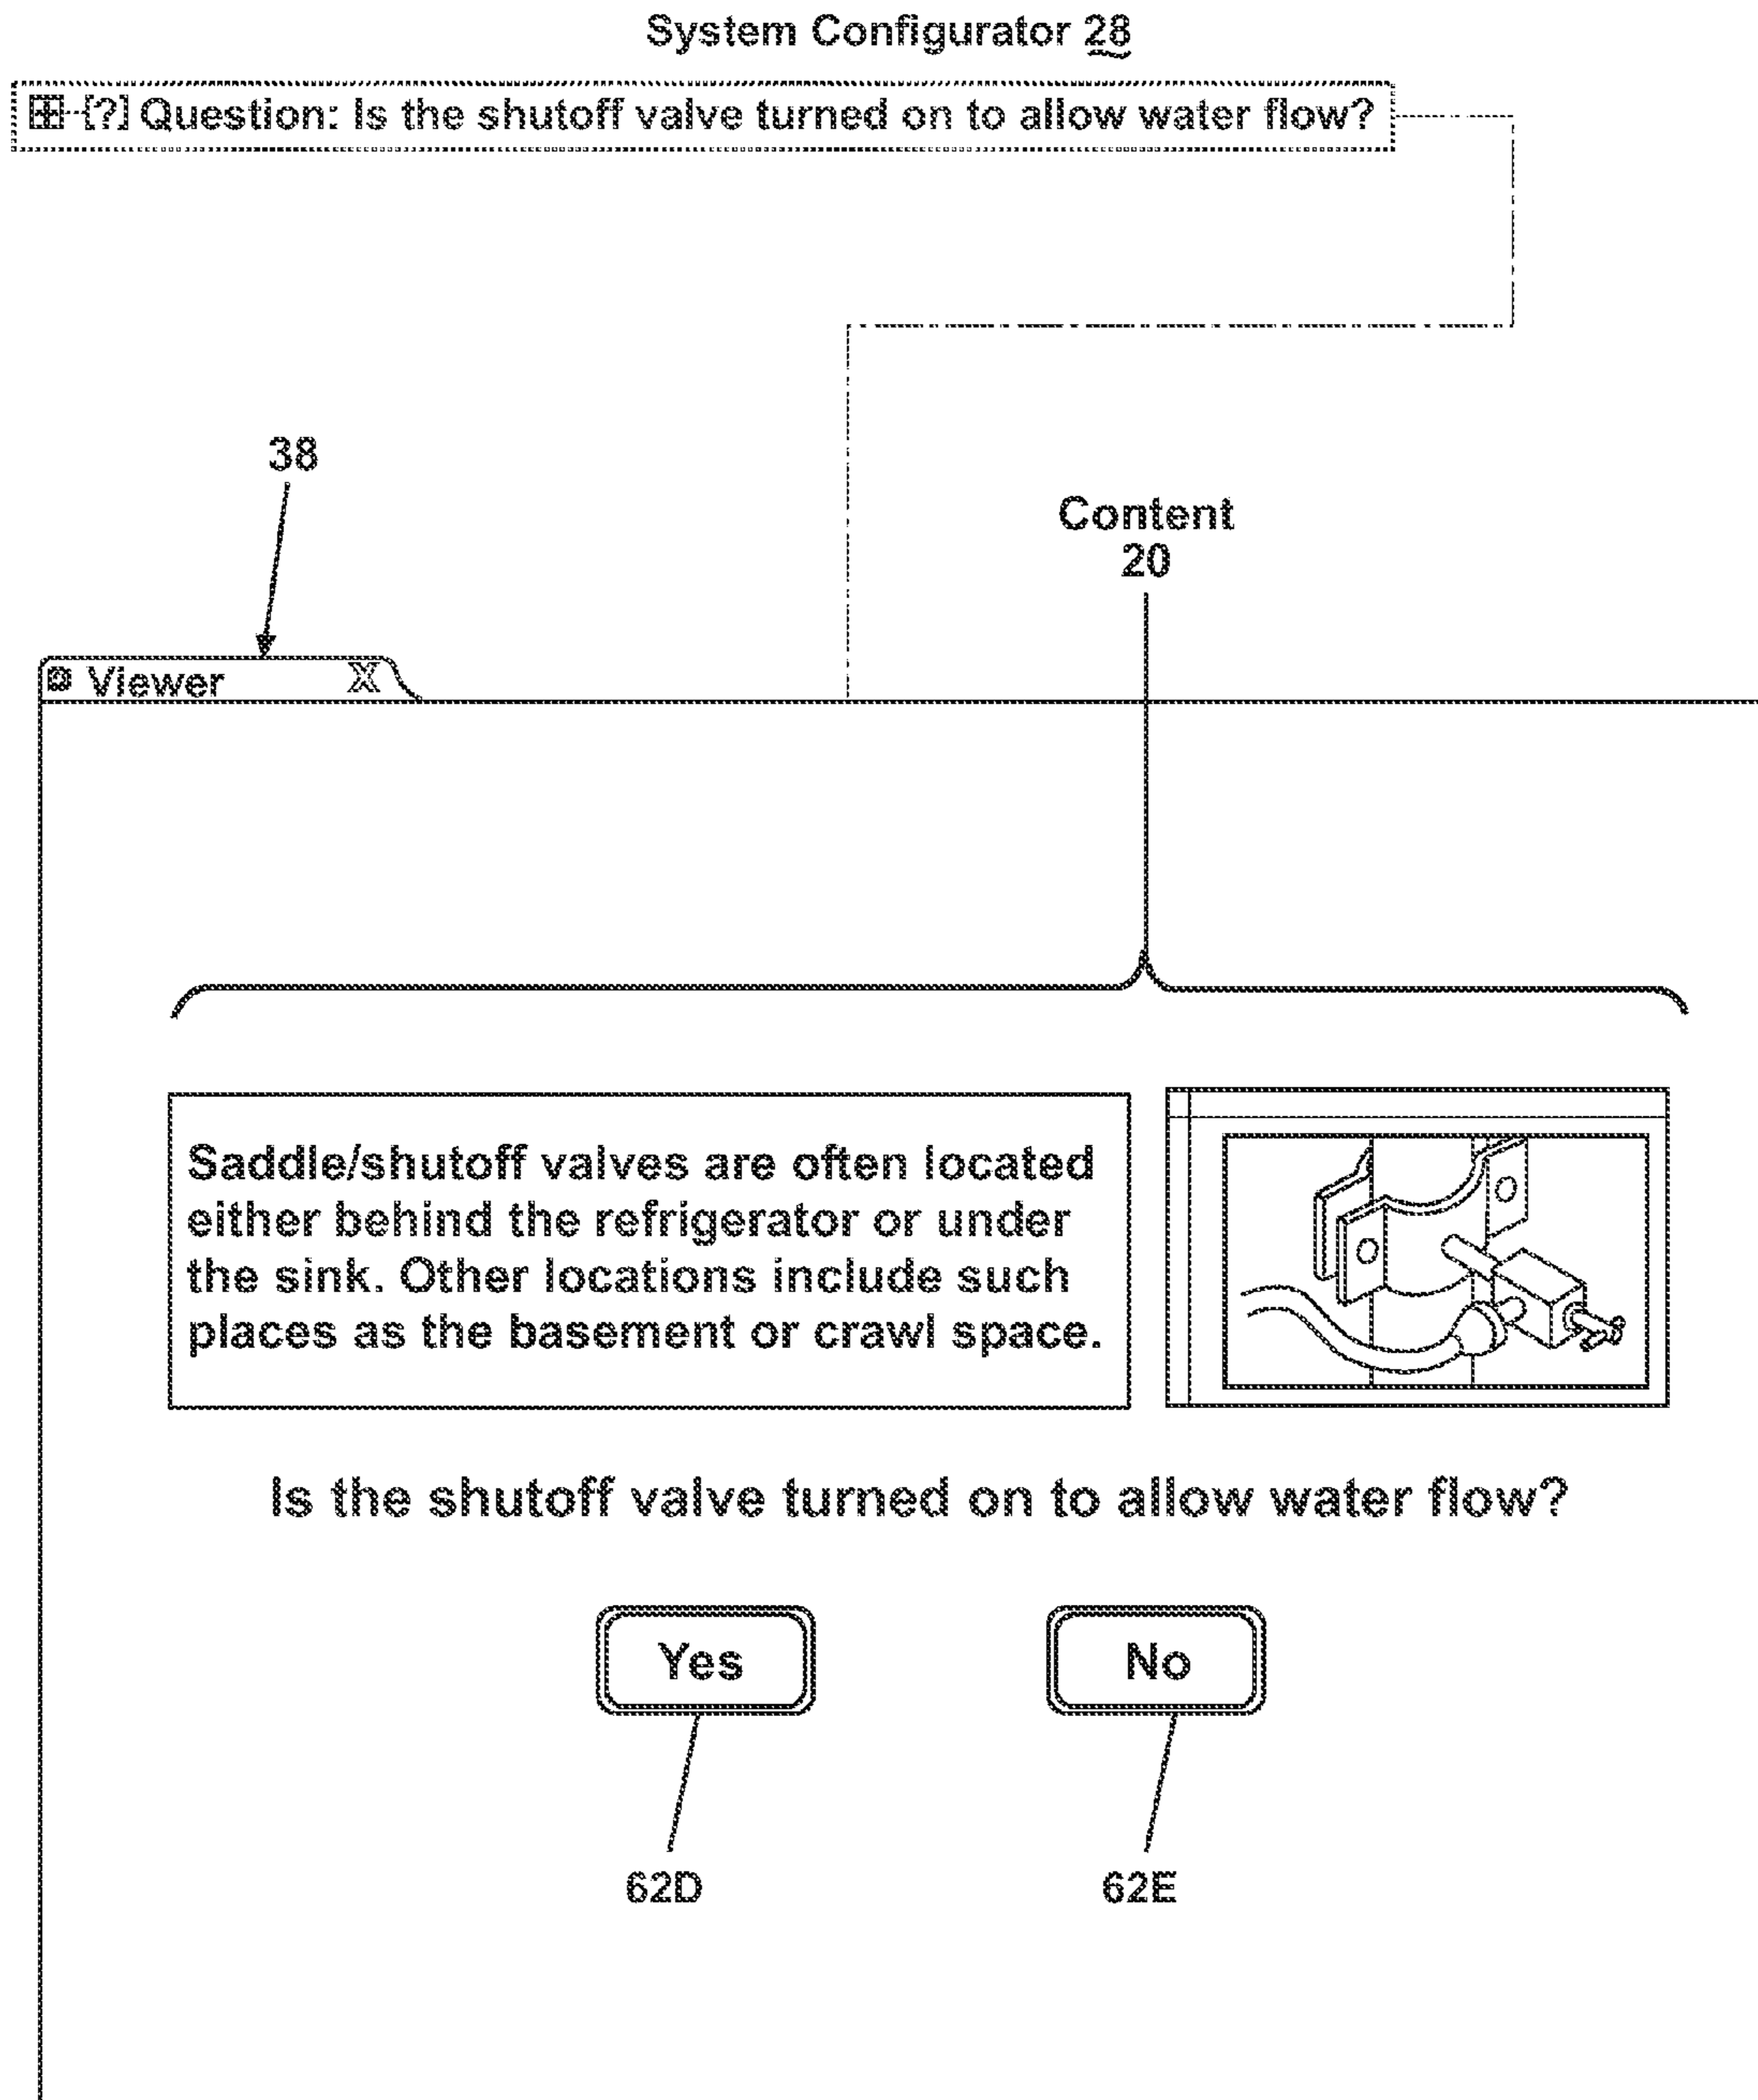 System Configurator 28
[?] Question: Is the shutoff valve turned on to allow water flow?
38
Content
20
Viewer X
Saddle/shutoff valves are often located
either behind the refrigerator or under
the sink. Other locations include such
places as the basement or crawl space.
Is the shutoff valve turned on to allow water flow?
Yes No
62D 62E